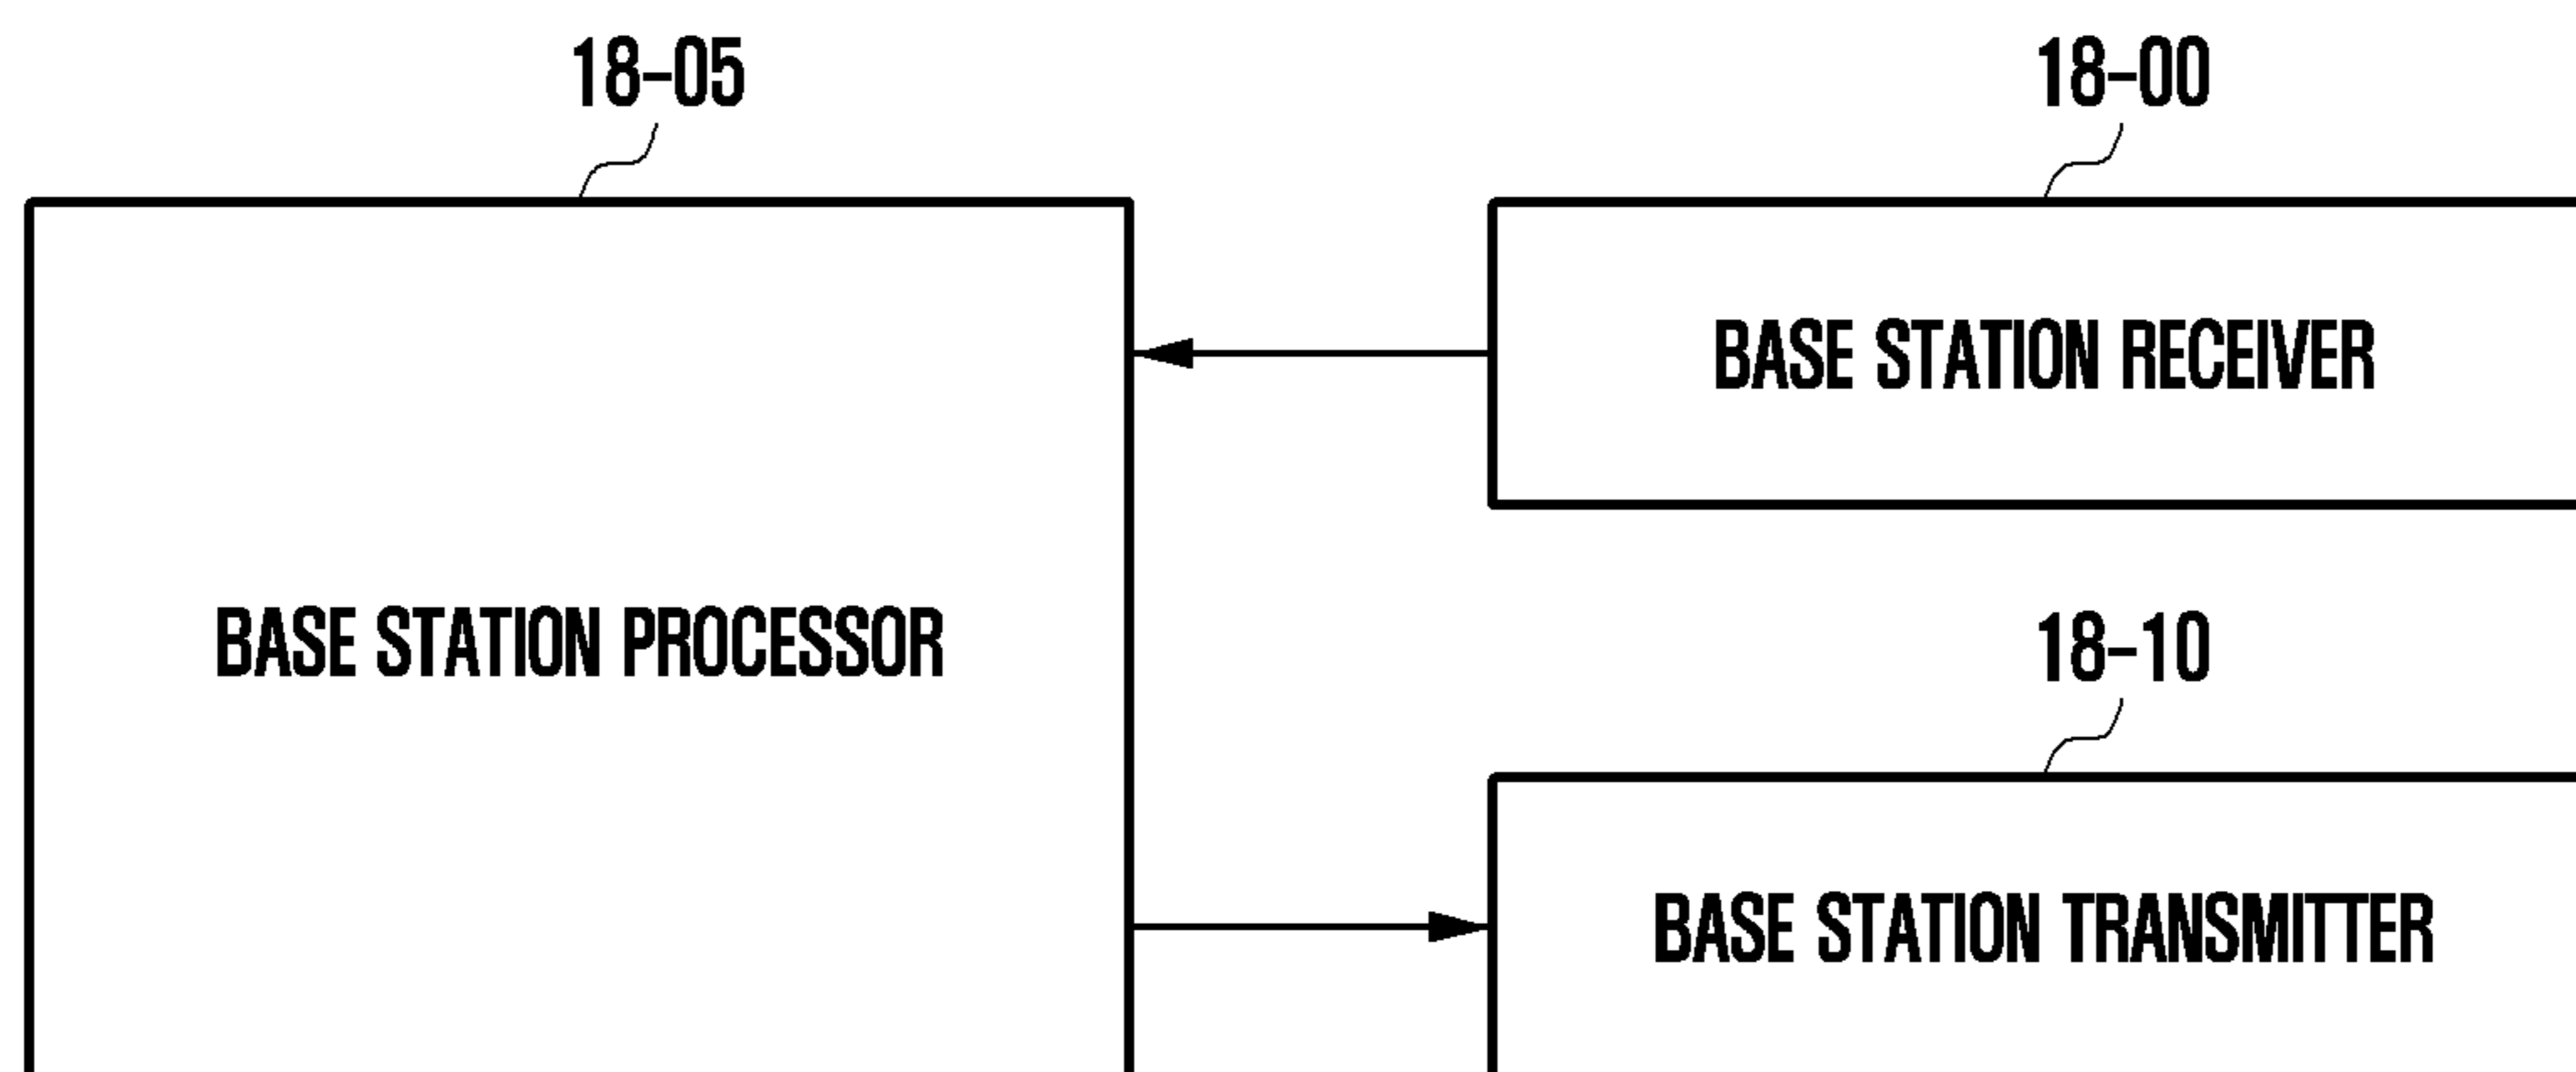 18-05
18-00
BASE STATION RECEIVER
BASE STATION PROCESSOR
18-10
BASE STATION TRANSMITTER